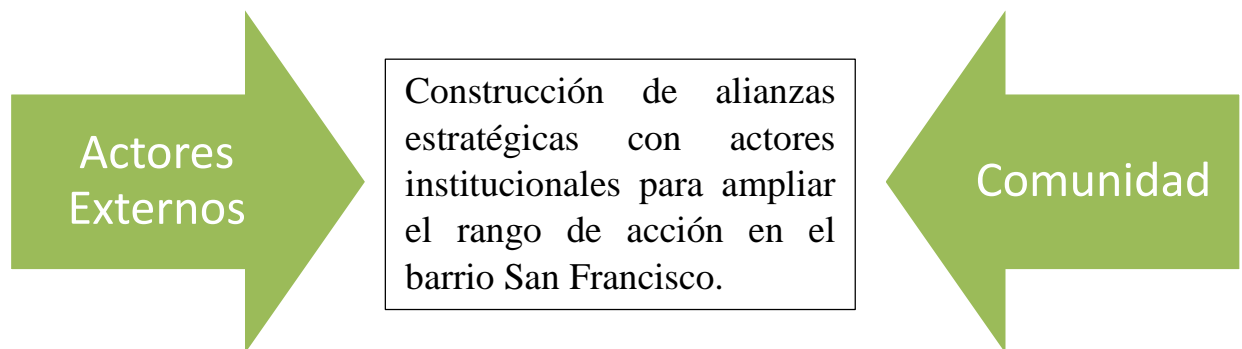 Actores
Externos
Construcción de alianzas
estratégicas con actores
institucionales para ampliar
el rango de acción en el
barrio San Francisco.
Comunidad